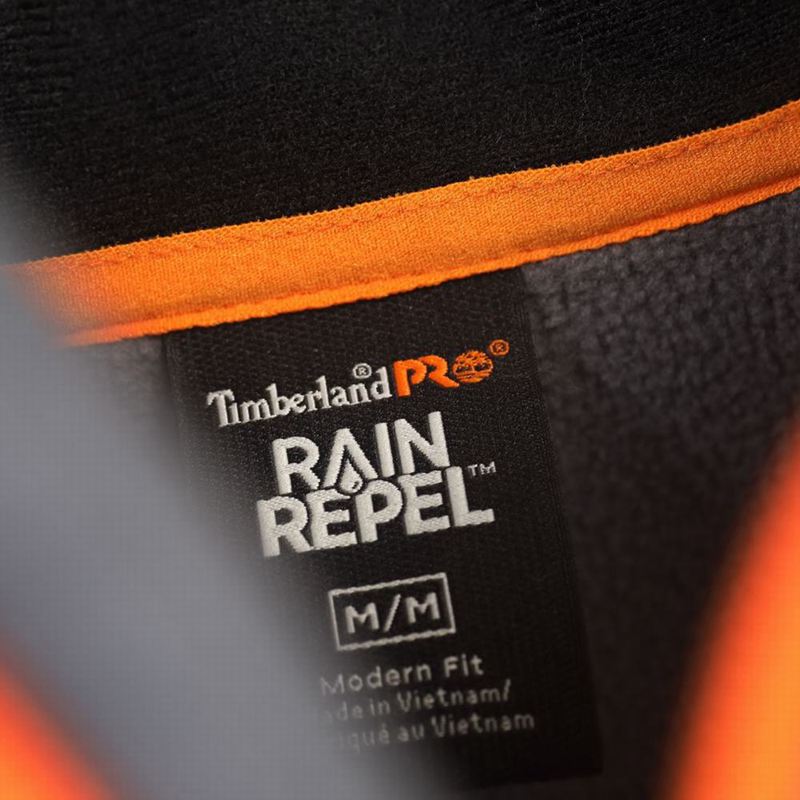 Timberland® PRO®
RAIN
REPEL™
M/M
Modern Fit
in Vietnam/
au Vietnam